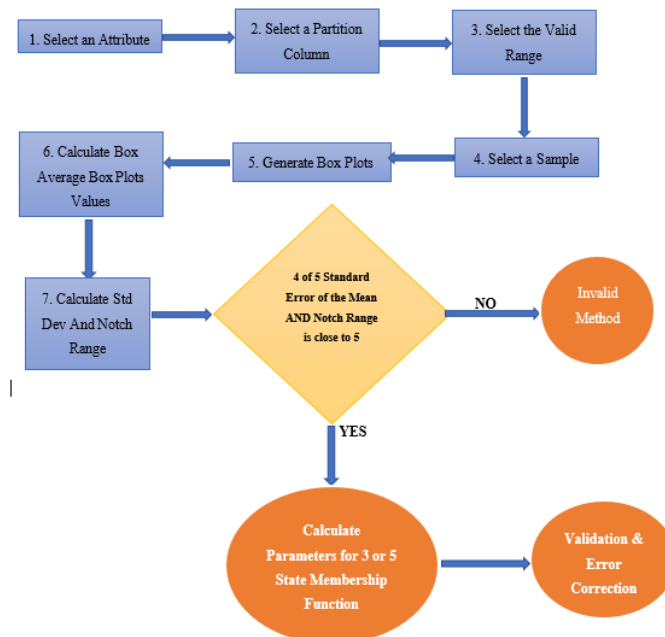 1. Select an Attribute
2. Select a Partition
Column
3. Select the Valid
Range
6. Calculate Box
Average Box Plots
Values
5. Generate Box Plots
4. Select a Sample
7. Calculate Std
Dev And Notch
Range
4 of 5 Standard
Error of the Mean
AND Notch Range
is close to 5
NO
Invalid
Method
YES
Calculate
Parameters for 3 or 5
State Membership
Function
Validation &
Error
Correction